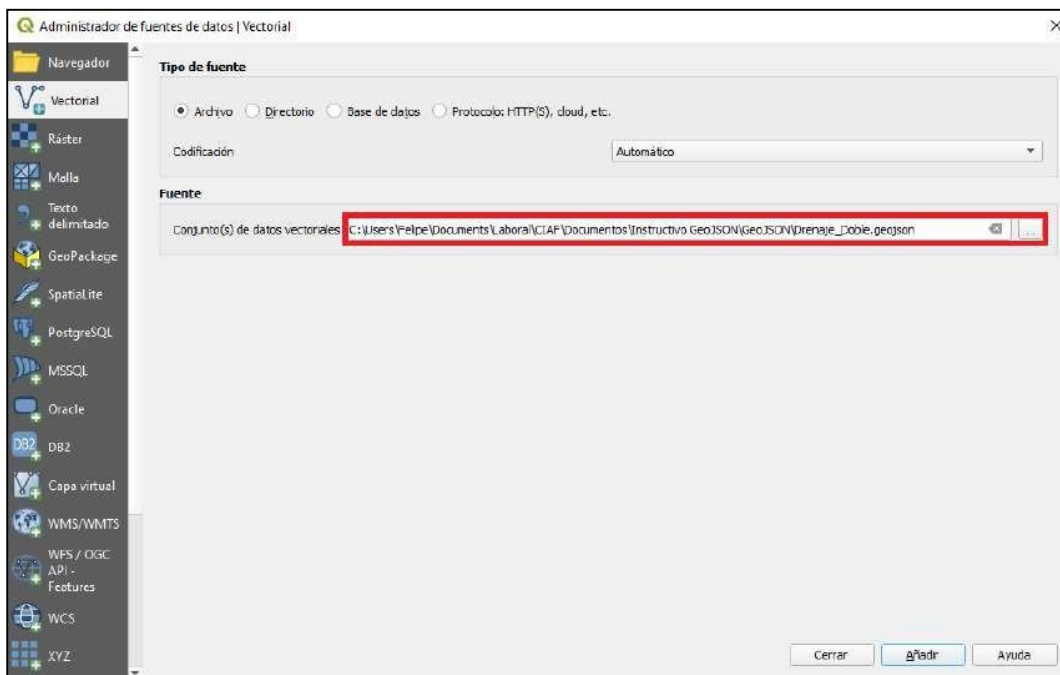 Administrador de fuentes de datos | Vectorial
Navegador
Vectorial
Ráster
Malla
Texto
delimitado
GeoPackage
SpatiaLite
PostgreSQL
MSSQL
Oracle
DB2
DB2
Capa virtual
WMS/WMTS
WFS / OGC
API -
Features
WCS
XYZ
Tipo de fuente
Archivo Directorio Base de datos Protocolo: HTTP(S), cloud, etc.
Codificación Automático
Fuente
Conjunto(s) de datos vectoriales C:\Users\Felipe\Documents\Laboral\CIAF\Documentos\Instructivo GeoJSON\GeoJSON\Drenaje_Doble.geojson ...
Cerrar Añadir Ayuda